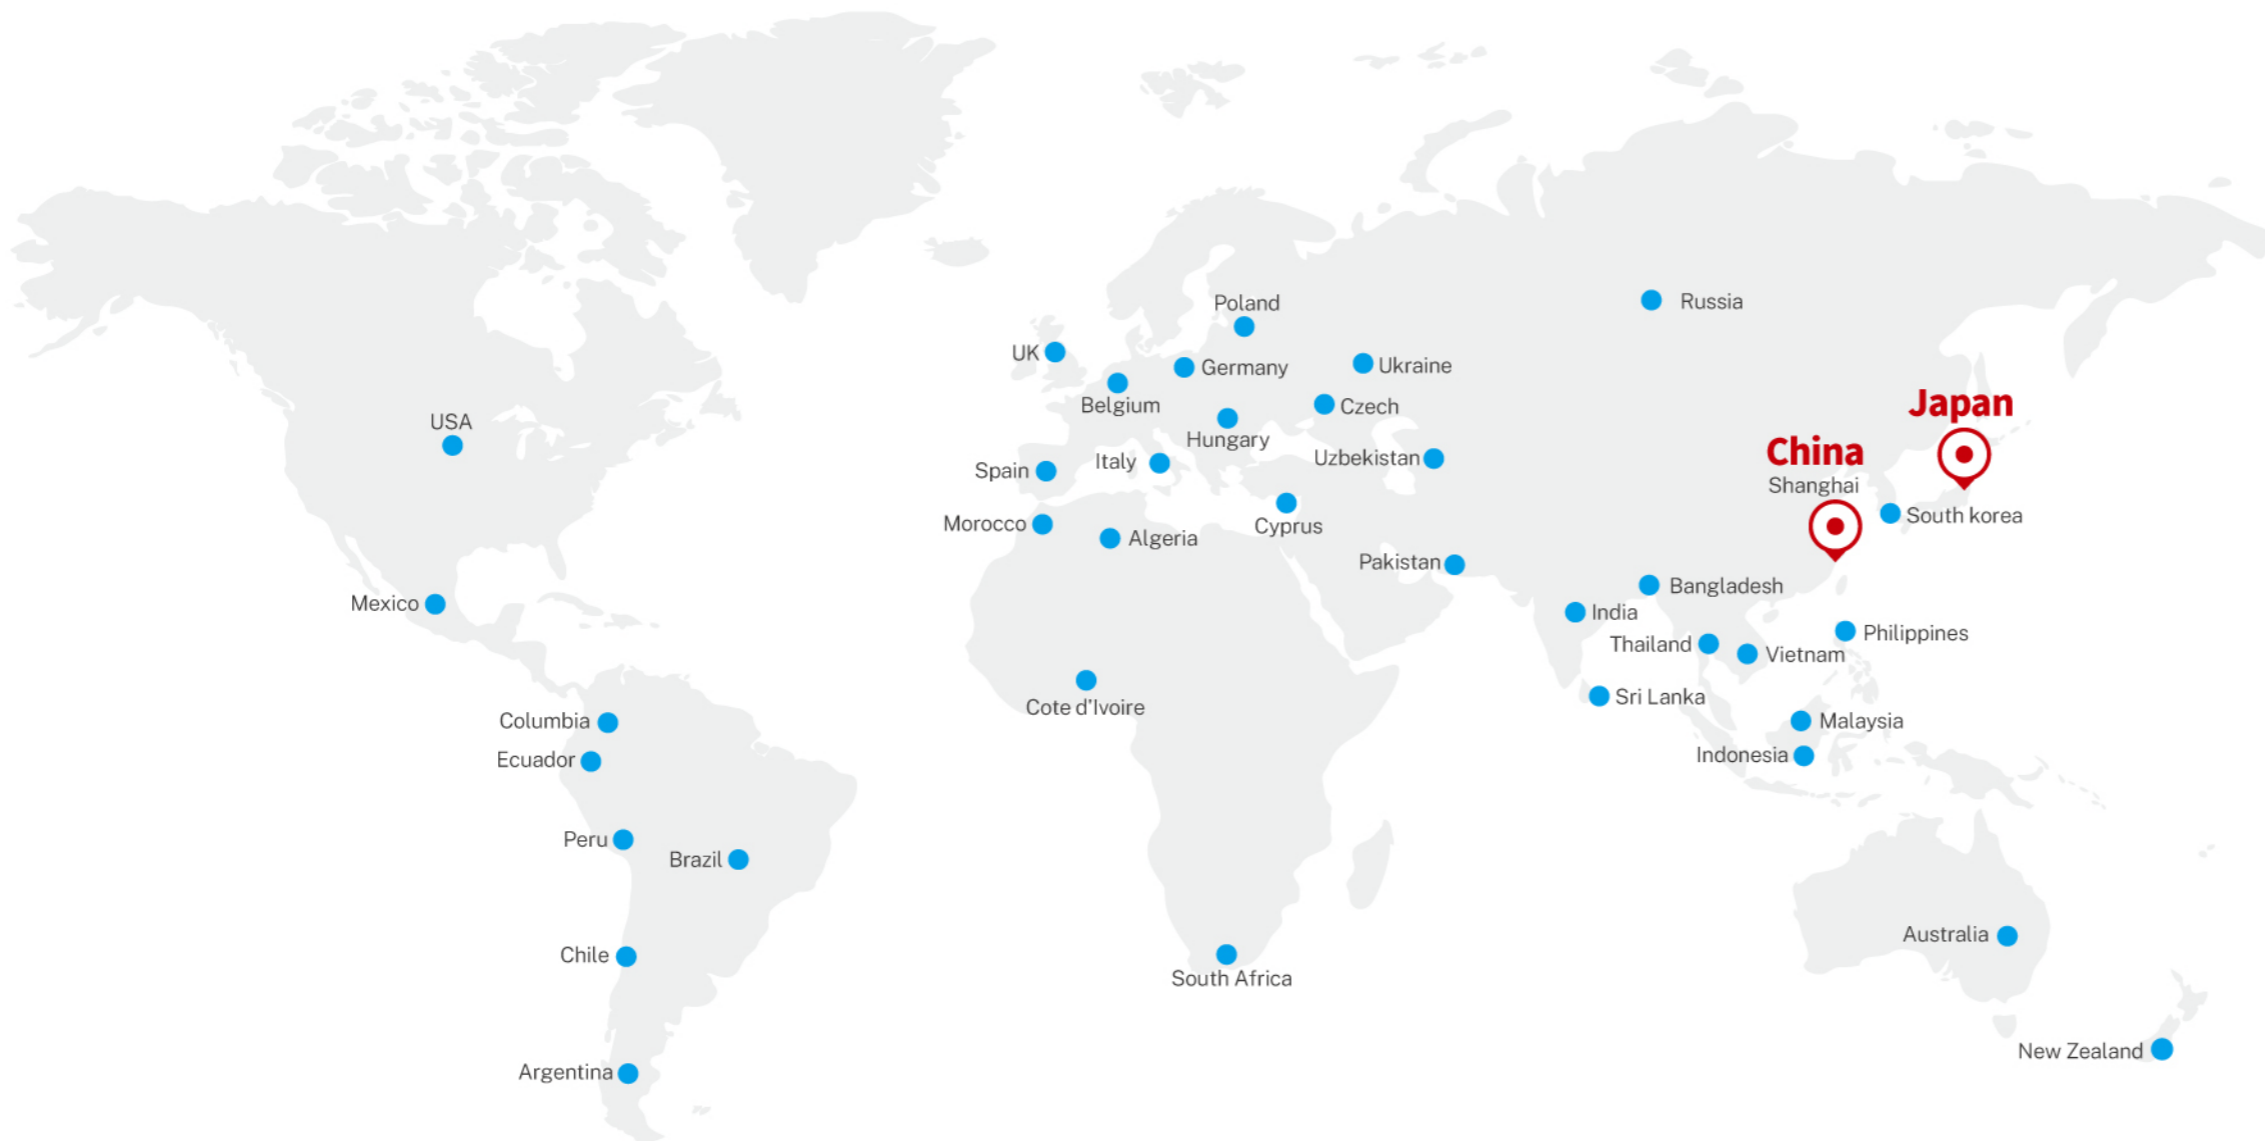 Poland
Russia
UK
Germany
Ukraine
Belgium
Czech
Japan
USA
Hungary
China
Spain
Italy
Uzbekistan
Shanghai
Morocco
Algeria
Cyprus
South korea
Pakistan
Bangladesh
Mexico
India
Philippines
Thailand
Vietnam
Cote d'Ivoire
Sri Lanka
Columbia
Malaysia
Ecuador
Indonesia
Peru
Brazil
Australia
Chile
South Africa
New Zealand
Argentina